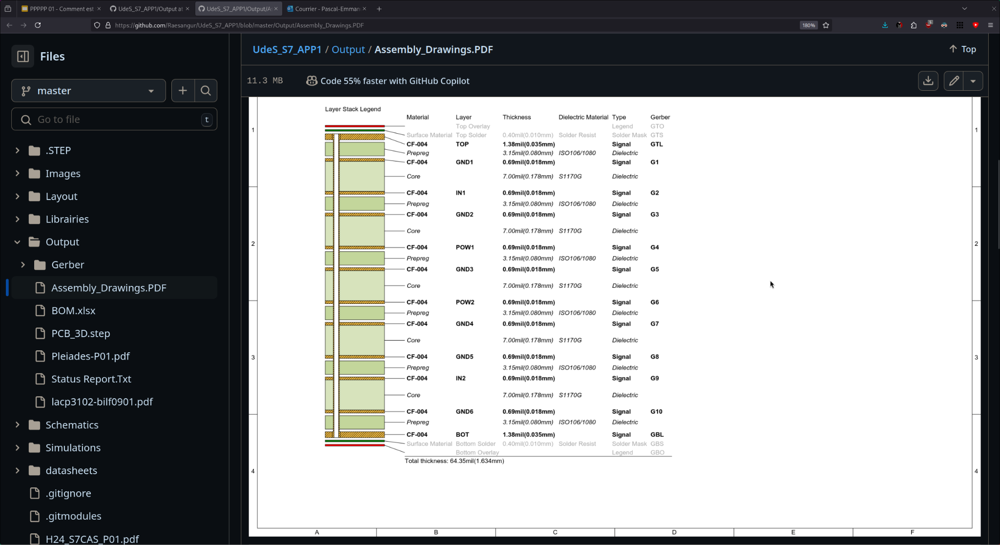 PPPPP 01 - Comment est
UdeS_S7_APP1/Output at
UdeS_S7_APP1/Output/A
Courrier - Pascal-Emman
https://github.com/Raesangur/UdeS_S7_APP1/blob/master/Output/Assembly_Drawings.PDF
180%
5
Files
master
Go to file
t
.STEP
Images
Layout
Librairies
Output
Gerber
Assembly_Drawings.PDF
BOM.xlsx
PCB_3D.step
Pleiades-P01.pdf
Status Report.Txt
lacp3102-bilf0901.pdf
Schematics
Simulations
datasheets
.gitignore
.gitmodules
H24_S7CAS_P01.pdf
UdeS_S7_APP1 / Output / Assembly_Drawings.PDF
Top
11.3 MB
Code 55% faster with GitHub Copilot
Layer Stack Legend
Material Layer Thickness Dielectric Material Type Gerber
Top Overlay Legend GTO
Surface Material Top Solder 0.40mil(0.010mm) Solder Resist Solder Mask GTS
CF-004 TOP 1.38mil(0.035mm) Signal GTL
Prepreg 3.15mil(0.080mm) ISO106/1080 Dielectric
CF-004 GND1 0.69mil(0.018mm) Signal G1
Core 7.00mil(0.178mm) S1170G Dielectric
CF-004 IN1 0.69mil(0.018mm) Signal G2
Prepreg 3.15mil(0.080mm) ISO106/1080 Dielectric
CF-004 GND2 0.69mil(0.018mm) Signal G3
Core 7.00mil(0.178mm) S1170G Dielectric
CF-004 POW1 0.69mil(0.018mm) Signal G4
Prepreg 3.15mil(0.080mm) ISO106/1080 Dielectric
CF-004 GND3 0.69mil(0.018mm) Signal G5
Core 7.00mil(0.178mm) S1170G Dielectric
CF-004 POW2 0.69mil(0.018mm) Signal G6
Prepreg 3.15mil(0.080mm) ISO106/1080 Dielectric
CF-004 GND4 0.69mil(0.018mm) Signal G7
Core 7.00mil(0.178mm) S1170G Dielectric
CF-004 GND5 0.69mil(0.018mm) Signal G8
Prepreg 3.15mil(0.080mm) ISO106/1080 Dielectric
CF-004 IN2 0.69mil(0.018mm) Signal G9
Core 7.00mil(0.178mm) S1170G Dielectric
CF-004 GND6 0.69mil(0.018mm) Signal G10
Prepreg 3.15mil(0.080mm) ISO106/1080 Dielectric
CF-004 BOT 1.38mil(0.035mm) Signal GBL
Surface Material Bottom Solder 0.40mil(0.010mm) Solder Resist Solder Mask GBS
Bottom Overlay Legend GBO
Total thickness: 64.35mil(1.634mm)
1 1
2 2
3 3
4 4
A B C D E F